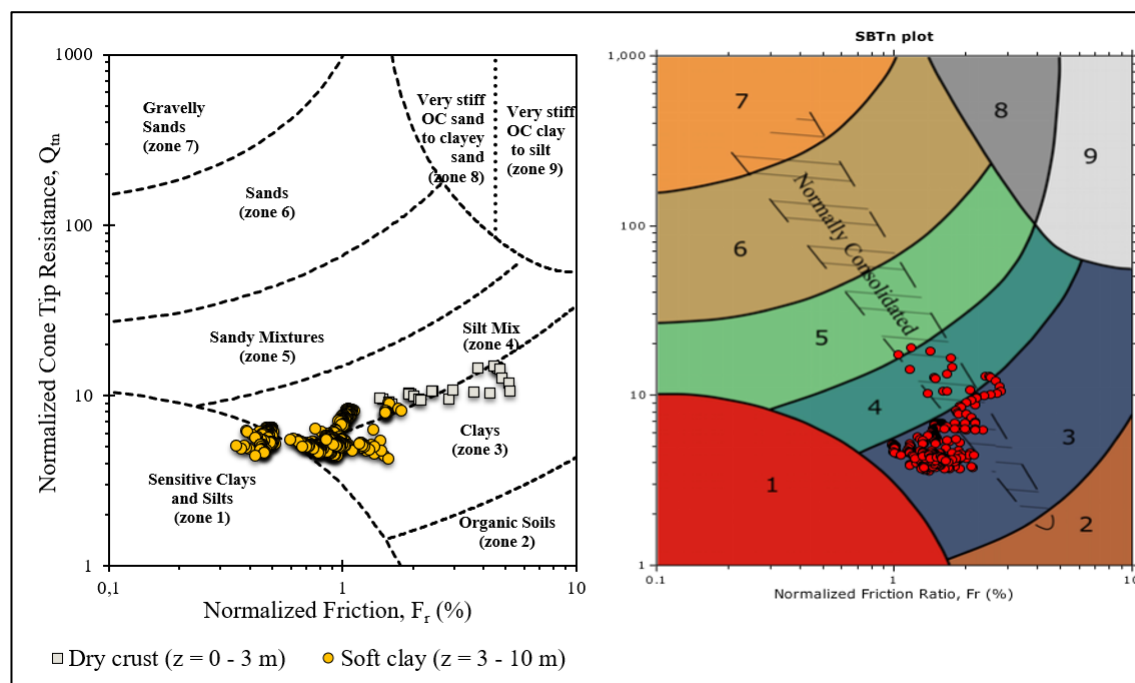 1000
100
10
1
Normalized Cone Tip Resistance, Qtn
Gravelly
Sands
(zone 7)
Very stiff
OC sand
to clayey
sand
(zone 8)
Very stiff
OC clay
to silt
(zone 9)
Sands
(zone 6)
Sandy Mixtures
(zone 5)
Silt Mix
(zone 4)
Clays
(zone 3)
Sensitive Clays
and Silts
(zone 1)
Organic Soils
(zone 2)
0,1
1
10
Normalized Friction, Fr (%)
Dry crust (z = 0 - 3 m)
Soft clay (z = 3 - 10 m)
SBTn plot
1,000
100
10
1
7
8
9
6
5
4
3
1
2
Normally Consolidated
0.1
1
10
Normalized Friction Ratio, Fr (%)